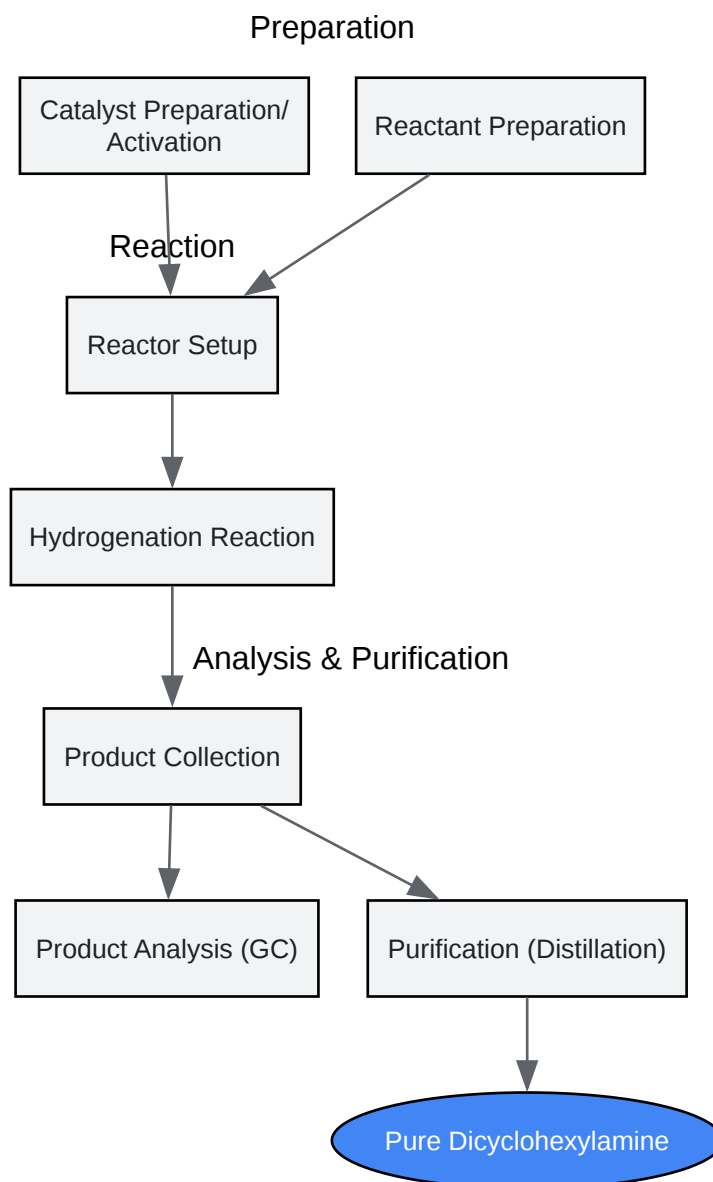 Preparation
Catalyst Preparation/
Activation
Reactant Preparation
Reaction
Reactor Setup
Hydrogenation Reaction
Analysis & Purification
Product Collection
Product Analysis (GC)
Purification (Distillation)
Pure Dicyclohexylamine